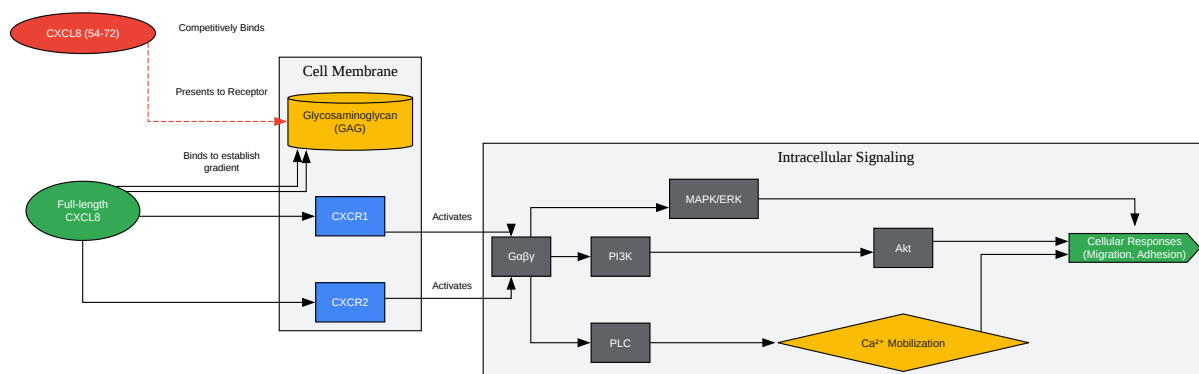 CXCL8 (54-72)
Competitively Binds
Cell Membrane
Presents to Receptor
Glycosaminoglycan
(GAG)
Binds to establish
gradient
Intracellular Signaling
Full-length
CXCL8
CXCR1
Activates
MAPK/ERK
Gαβγ
PI3K
Akt
Cellular Responses
(Migration, Adhesion)
CXCR2
Activates
PLC
Ca²⁺ Mobilization